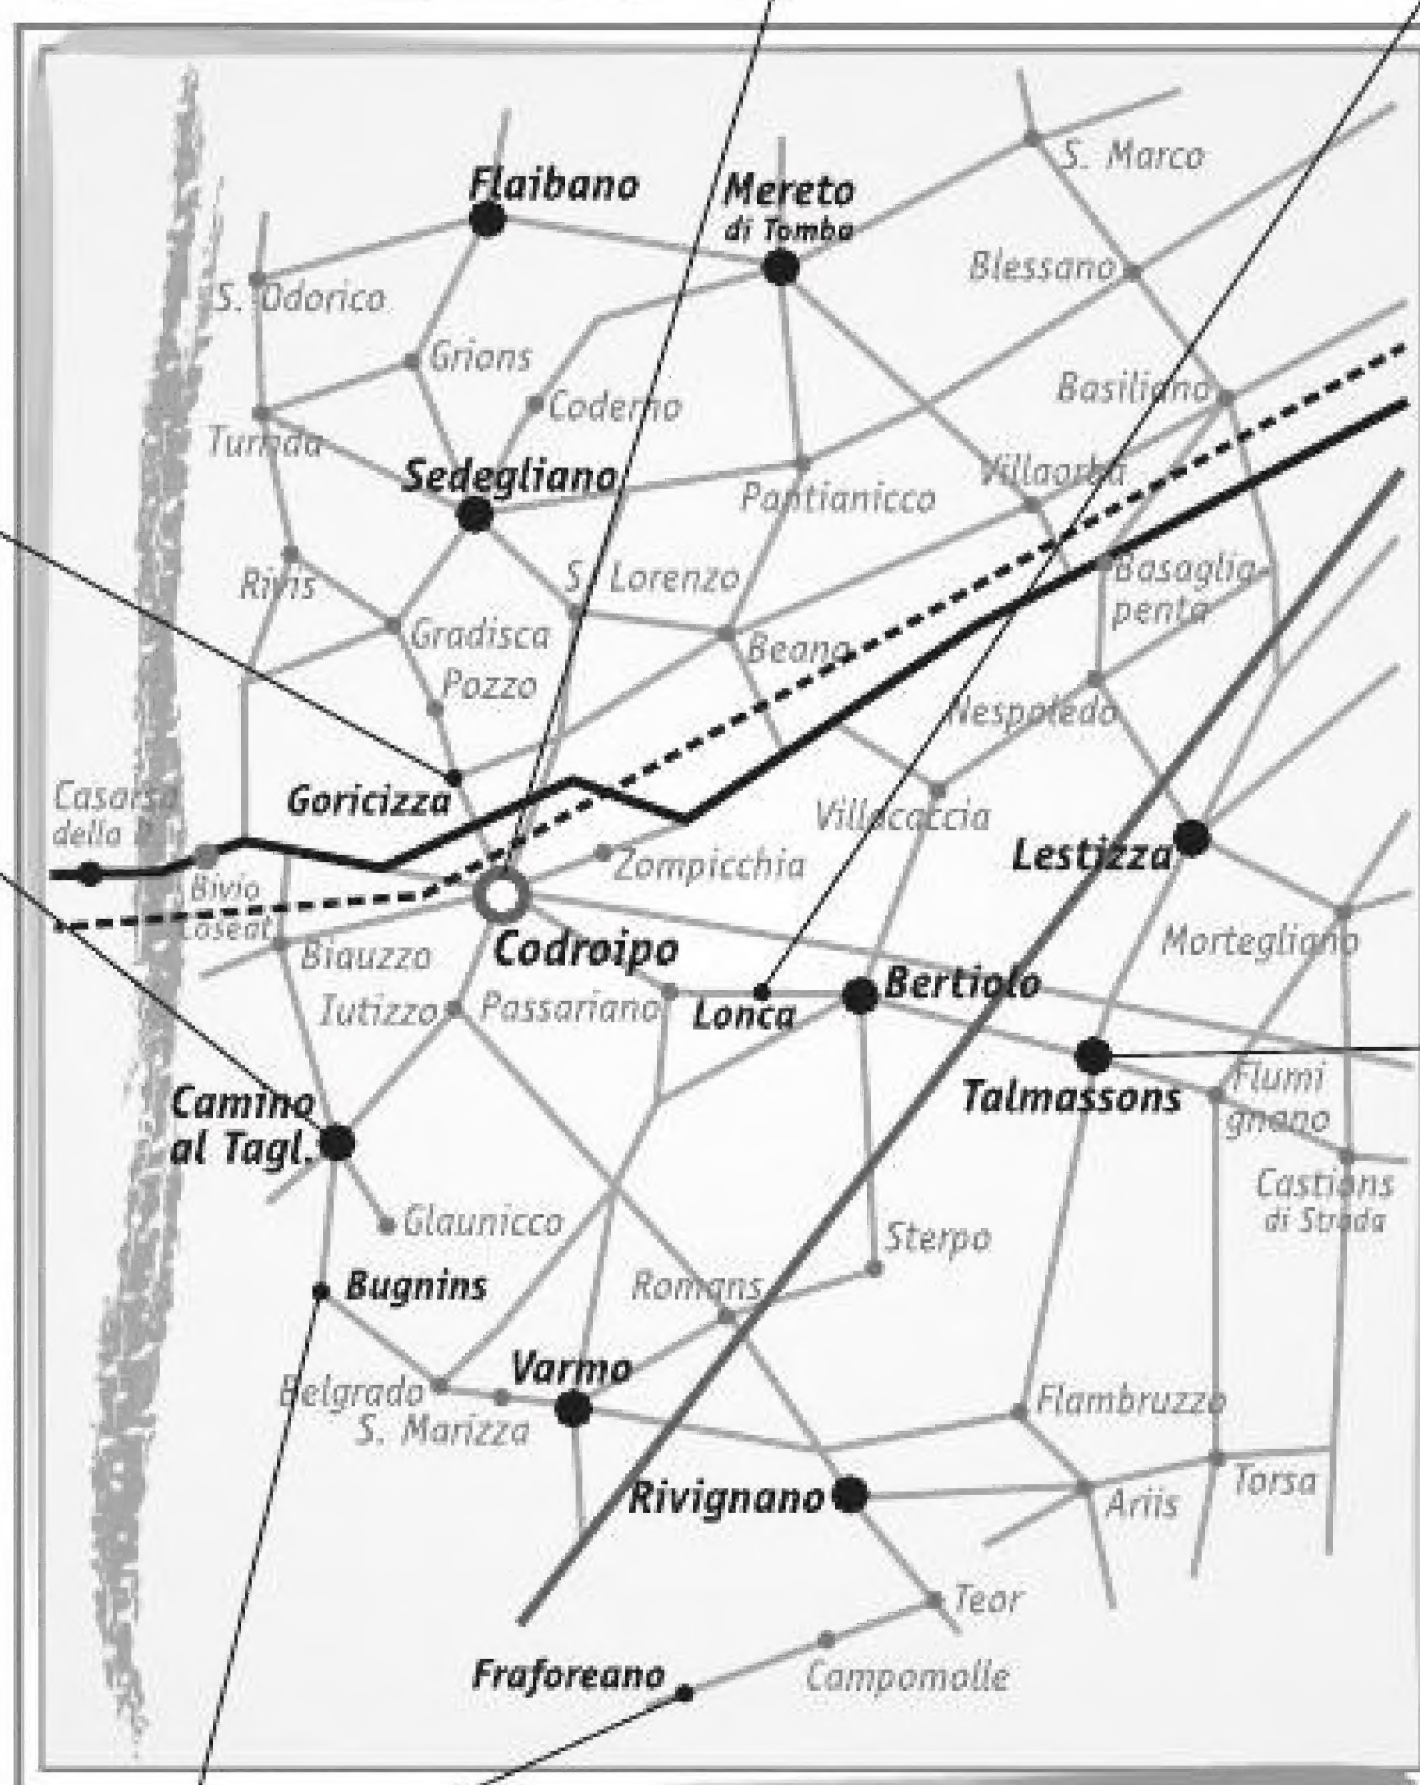 S. Marco
Flaibano
Mereto
di Tomba
Blessano
S. Odorico
Grions
Basiliano
Coderno
Turrida
Sedegliano
Villaorba
Pantianicco
Rivis
S. Lorenzo
Basaglia-
penta
Gradisca
Beano
Pozzo
Nespoledo
Goricizza
Casarsa
della
Villacaccia
Lestizza
Zompicchia
Bivio
Coseat
Codroipo
Mortegliano
Biauzzo
Bertiolo
Iutizzo
Passariano
Lonca
Flumi
gnano
Camino
al Tagl.
Talmassons
Castions
di Strada
Glaunicco
Sterpo
Bugnins
Romans
Varmo
Belgrado
S. Marizza
Flambruzzo
Torsa
Rivignano
Ariis
Teor
Fraforeano
Campomolle